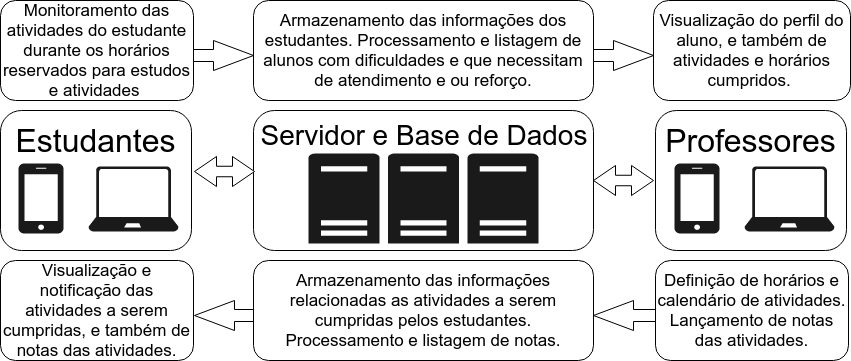 Monitoramento das
atividades do estudante
durante os horários
reservados para estudos
e atividades
Armazenamento das informações dos
estudantes. Processamento e listagem de
alunos com dificuldades e que necessitam
de atendimento e ou reforço.
Visualização do perfil do
aluno, e também de
atividades e horários
cumpridos.
Estudantes
Servidor e Base de Dados
Professores
Visualização e
notificação das
atividades a serem
cumpridas, e também de
notas das atividades.
Armazenamento das informações
relacionadas as atividades a serem
cumpridas pelos estudantes.
Processamento e listagem de notas.
Definição de horários e
calendário de atividades.
Lançamento de notas
das atividades.